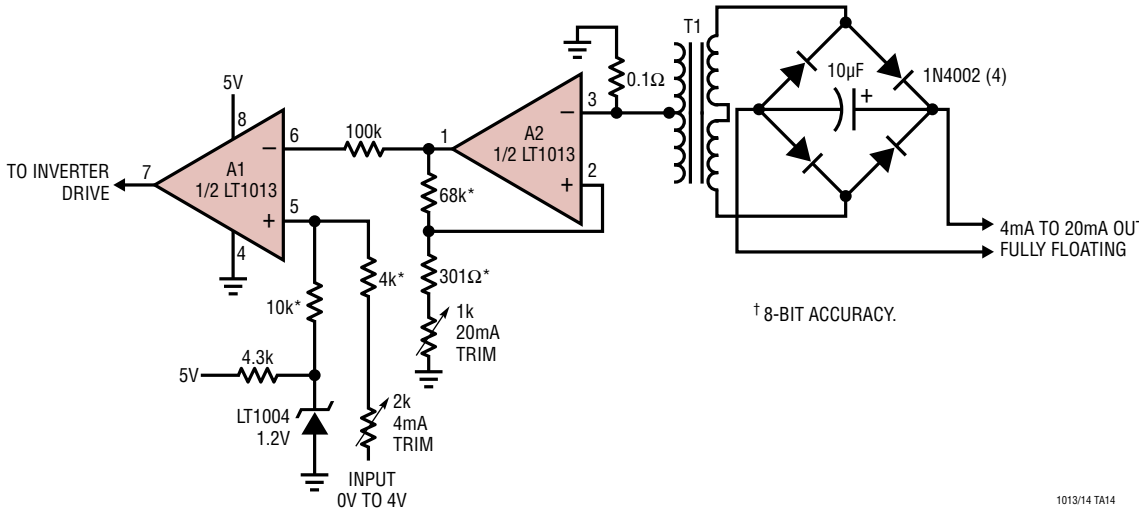 T1
5V
8
6
100k
1
3
0.1Ω
10µF
+
1N4002 (4)
A1
1/2 LT1013
−
+
A2
1/2 LT1013
−
+
2
TO INVERTER
DRIVE
7
5
4
68k*
10k*
4k*
301Ω*
1k
20mA
TRIM
4mA TO 20mA OUT
FULLY FLOATING
† 8-BIT ACCURACY.
5V
4.3k
LT1004
1.2V
2k
4mA
TRIM
INPUT
0V TO 4V
1013/14 TA14